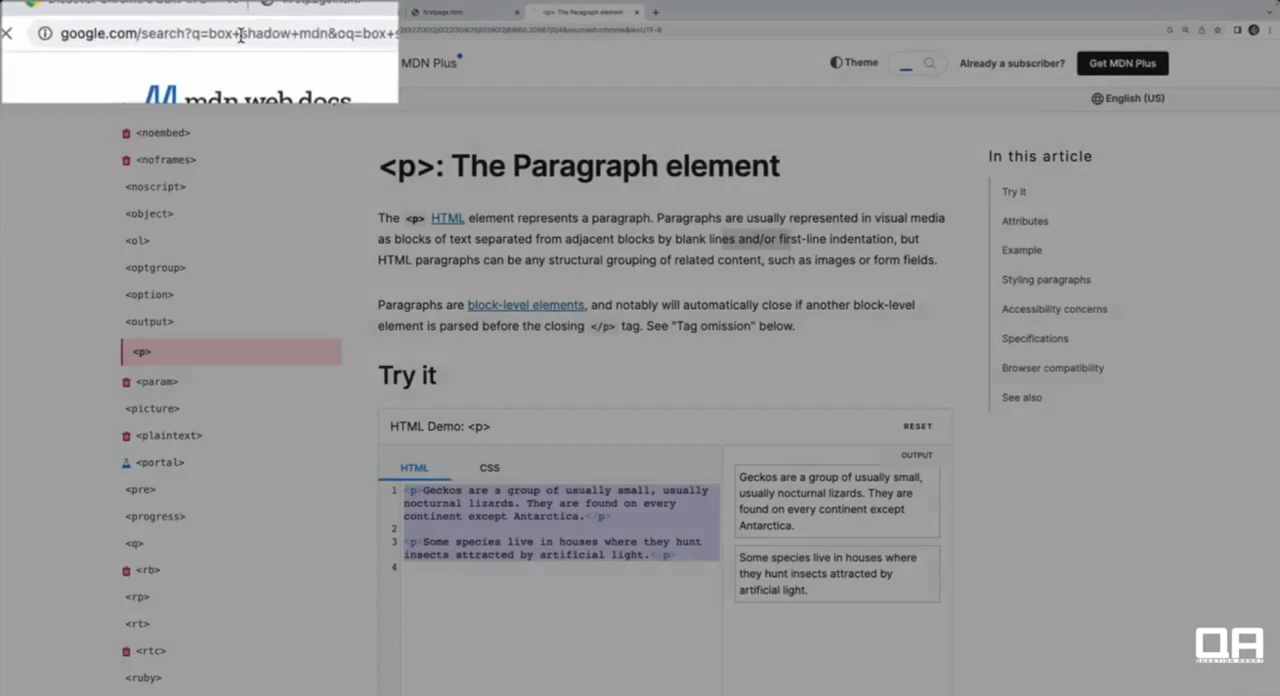 firstpage.html
<p>: The Paragraph element
google.com/search?q=box+shadow+mdn&oq=box+s
mdn web docs
MDN Plus
Theme
Already a subscriber?
Get MDN Plus
English (US)
<noembed>
<noframes>
<noscript>
<object>
<ol>
<optgroup>
<option>
<output>
<p>
<param>
<picture>
<plaintext>
<portal>
<pre>
<progress>
<q>
<rb>
<rp>
<rt>
<rtc>
<ruby>
<p>: The Paragraph element
The <p> HTML element represents a paragraph. Paragraphs are usually represented in visual media
as blocks of text separated from adjacent blocks by blank lines and/or first-line indentation, but
HTML paragraphs can be any structural grouping of related content, such as images or form fields.
Paragraphs are block-level elements, and notably will automatically close if another block-level
element is parsed before the closing </p> tag. See "Tag omission" below.
Try it
HTML Demo: <p>
RESET
HTML
CSS
1 <p>Geckos are a group of usually small, usually
nocturnal lizards. They are found on every
continent except Antarctica.</p>
2
3 <p>Some species live in houses where they hunt
insects attracted by artificial light.</p>
4
OUTPUT
Geckos are a group of usually small,
usually nocturnal lizards. They are
found on every continent except
Antarctica.
Some species live in houses where
they hunt insects attracted by
artificial light.
In this article
Try it
Attributes
Example
Styling paragraphs
Accessibility concerns
Specifications
Browser compatibility
See also
QA